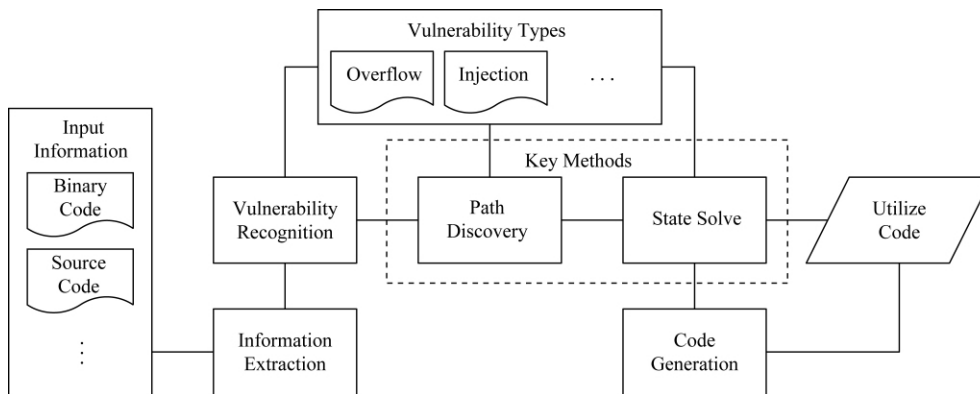 Vulnerability Types
Overflow
Injection
. . .
Input
Information
Binary
Code
Source
Code
⋮
Key Methods
Vulnerability
Recognition
Path
Discovery
State Solve
Utilize
Code
Information
Extraction
Code
Generation